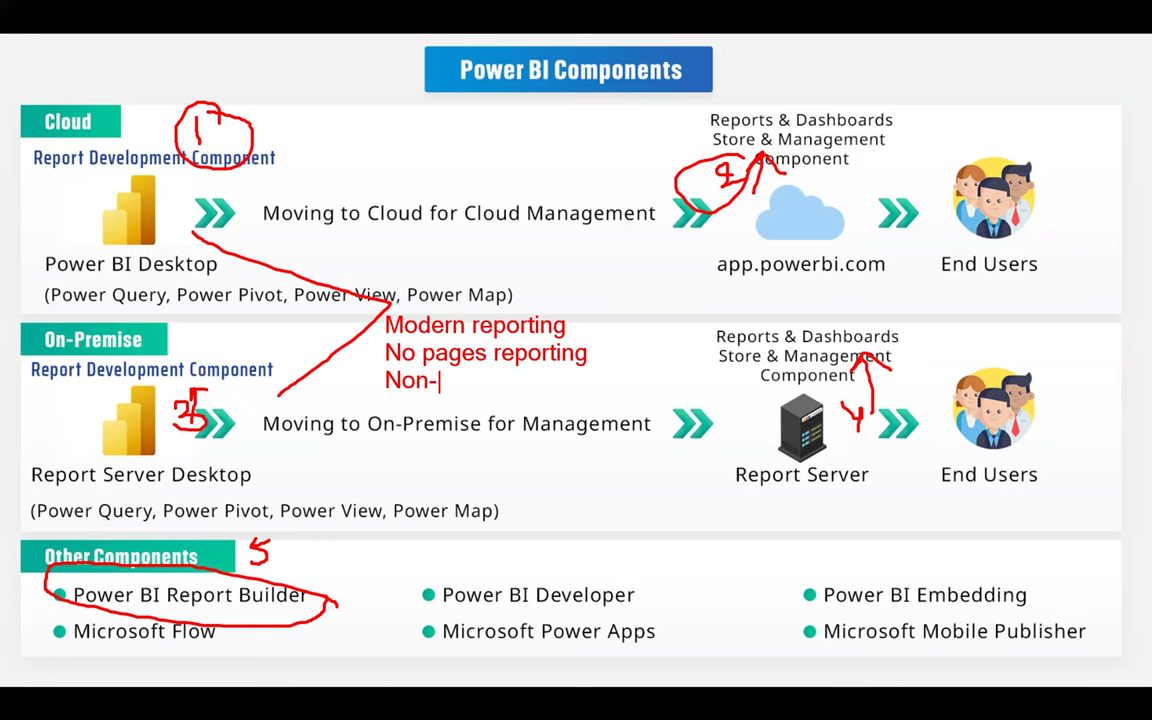 Power BI Components
Cloud
1
Report Development Component
Reports & Dashboards
Store & Management
Component
2
Moving to Cloud for Cloud Management
Power BI Desktop
app.powerbi.com
End Users
(Power Query, Power Pivot, Power View, Power Map)
On-Premise
Modern reporting
No pages reporting
Non-
Report Development Component
Reports & Dashboards
Store & Management
Component
3
4
Moving to On-Premise for Management
Report Server Desktop
Report Server
End Users
(Power Query, Power Pivot, Power View, Power Map)
Other Components
5
Power BI Report Builder
Power BI Developer
Power BI Embedding
Microsoft Flow
Microsoft Power Apps
Microsoft Mobile Publisher